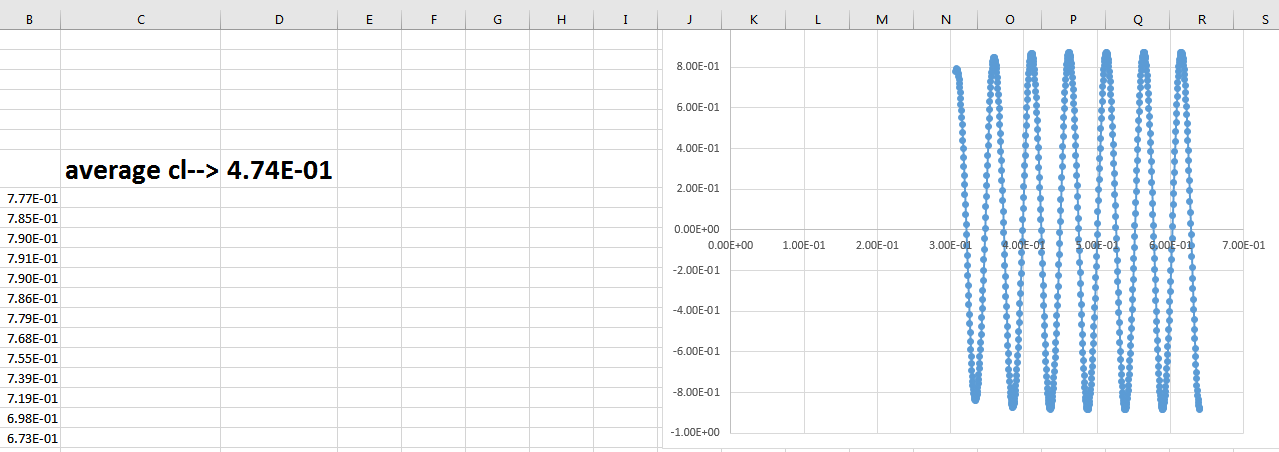 B C D E F G H I J K L M N O P Q R S
average cl--> 4.74E-01
7.77E-01
7.85E-01
7.90E-01
7.91E-01
7.90E-01
7.86E-01
7.79E-01
7.68E-01
7.55E-01
7.39E-01
7.19E-01
6.98E-01
6.73E-01
8.00E-01
6.00E-01
4.00E-01
2.00E-01
0.00E+00
-2.00E-01
-4.00E-01
-6.00E-01
-8.00E-01
-1.00E+00
0.00E+00 1.00E-01 2.00E-01 3.00E-01 4.00E-01 5.00E-01 6.00E-01 7.00E-01